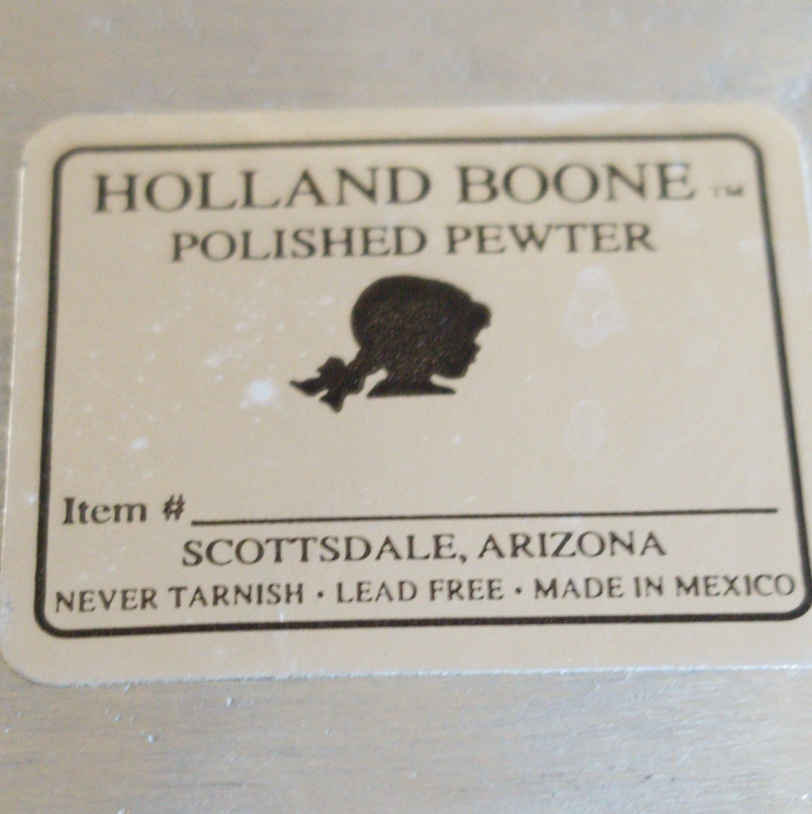 HOLLAND BOONE ™
POLISHED PEWTER
Item #
SCOTTSDALE, ARIZONA
NEVER TARNISH · LEAD FREE · MADE IN MEXICO